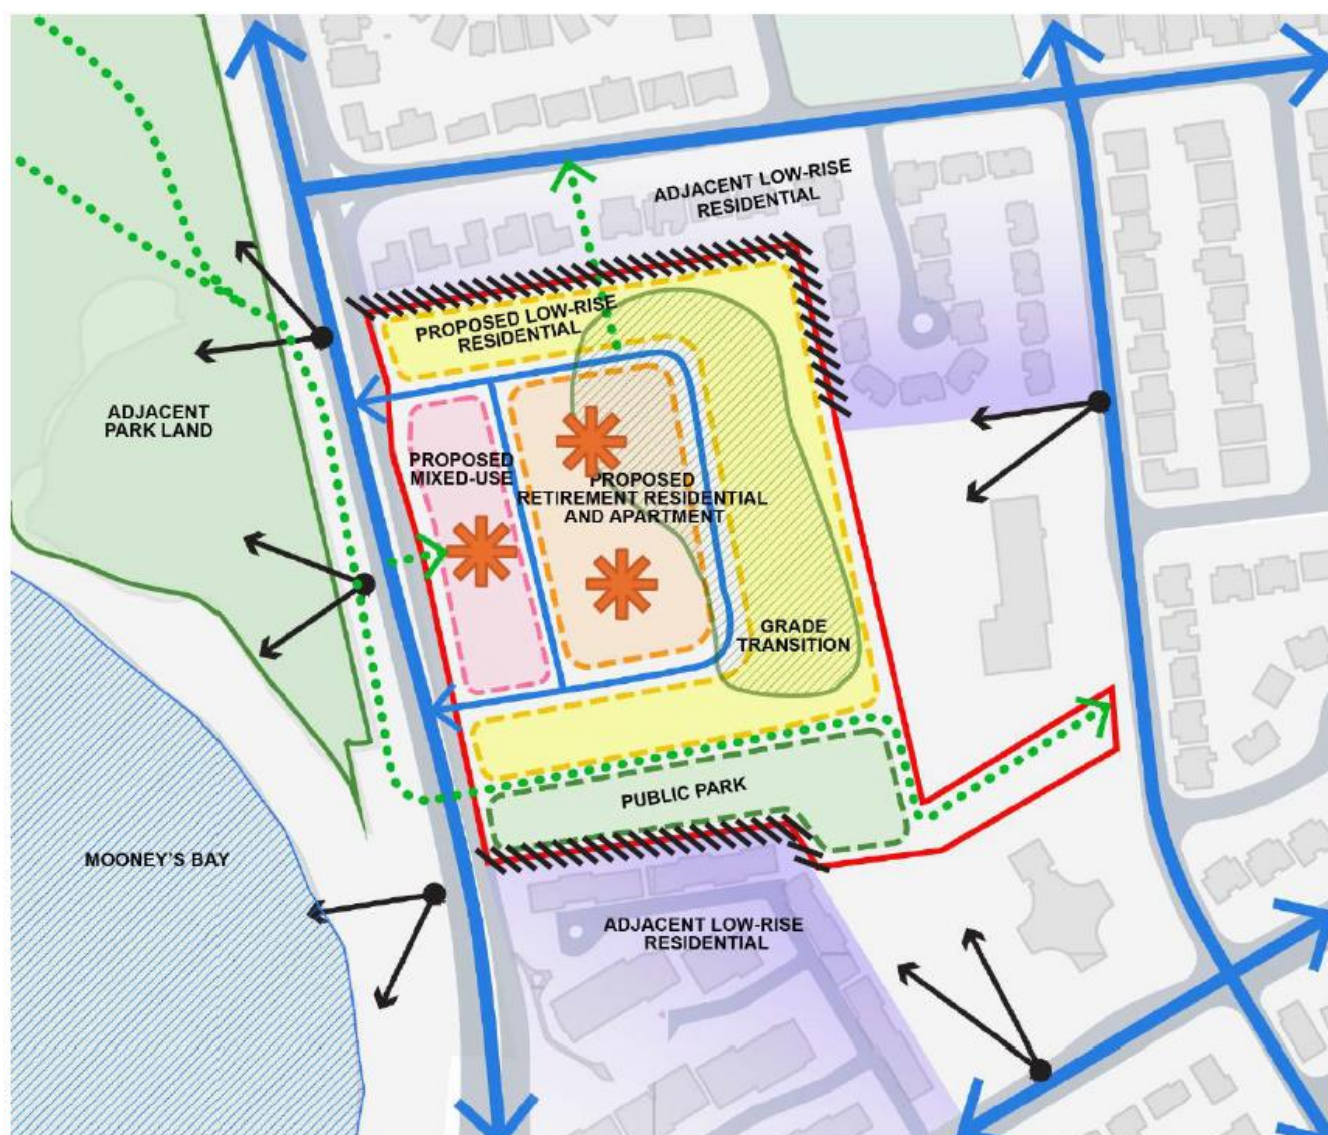 ADJACENT LOW-RISE
RESIDENTIAL
PROPOSED LOW-RISE
RESIDENTIAL
ADJACENT
PARK LAND
PROPOSED
MIXED-USE
PROPOSED
RETIREMENT RESIDENTIAL
AND APARTMENT
GRADE
TRANSITION
PUBLIC PARK
MOONEY'S BAY
ADJACENT LOW-RISE
RESIDENTIAL